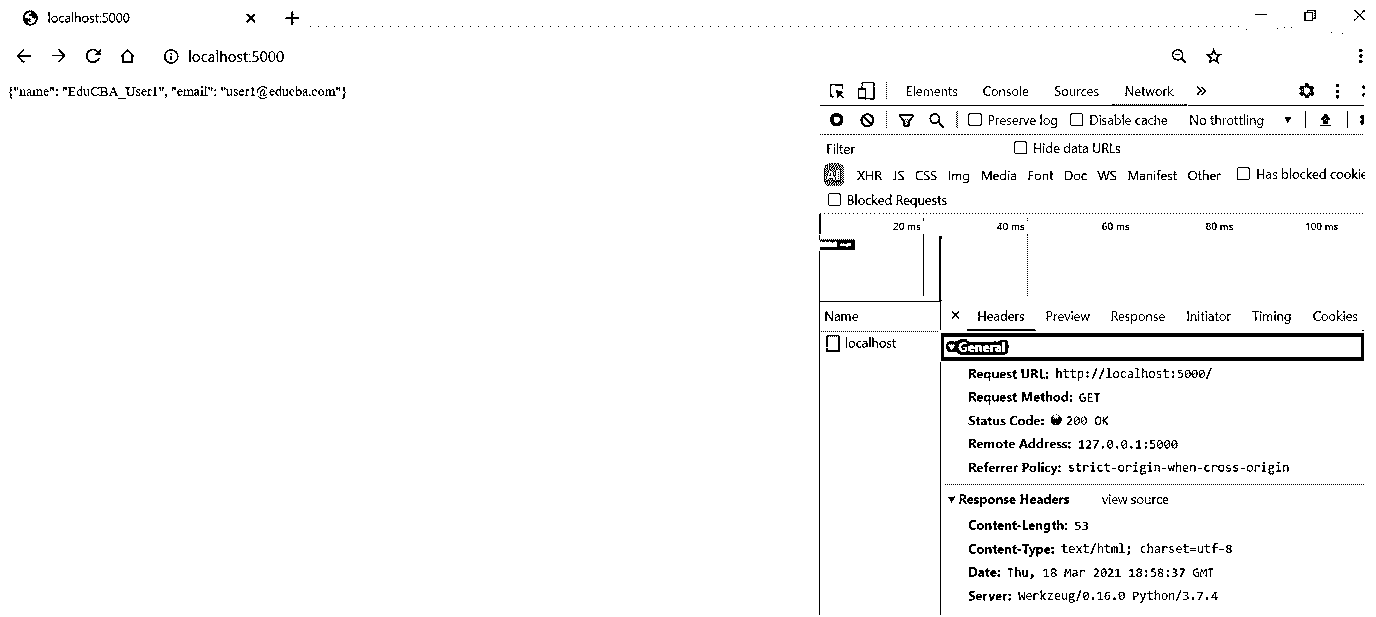 localhost:5000
localhost:5000
{"name": "EduCBA_User1", "email": "user1@educba.com"}
Elements Console Sources Network »
Preserve log Disable cache No throttling
Filter Hide data URLs
All XHR JS CSS Img Media Font Doc WS Manifest Other Has blocked cookie
Blocked Requests
20 ms 40 ms 60 ms 80 ms 100 ms
Name Headers Preview Response Initiator Timing Cookies
localhost
General
Request URL: http://localhost:5000/
Request Method: GET
Status Code: 200 OK
Remote Address: 127.0.0.1:5000
Referrer Policy: strict-origin-when-cross-origin
Response Headers view source
Content-Length: 53
Content-Type: text/html; charset=utf-8
Date: Thu, 18 Mar 2021 18:58:37 GMT
Server: Werkzeug/0.16.0 Python/3.7.4